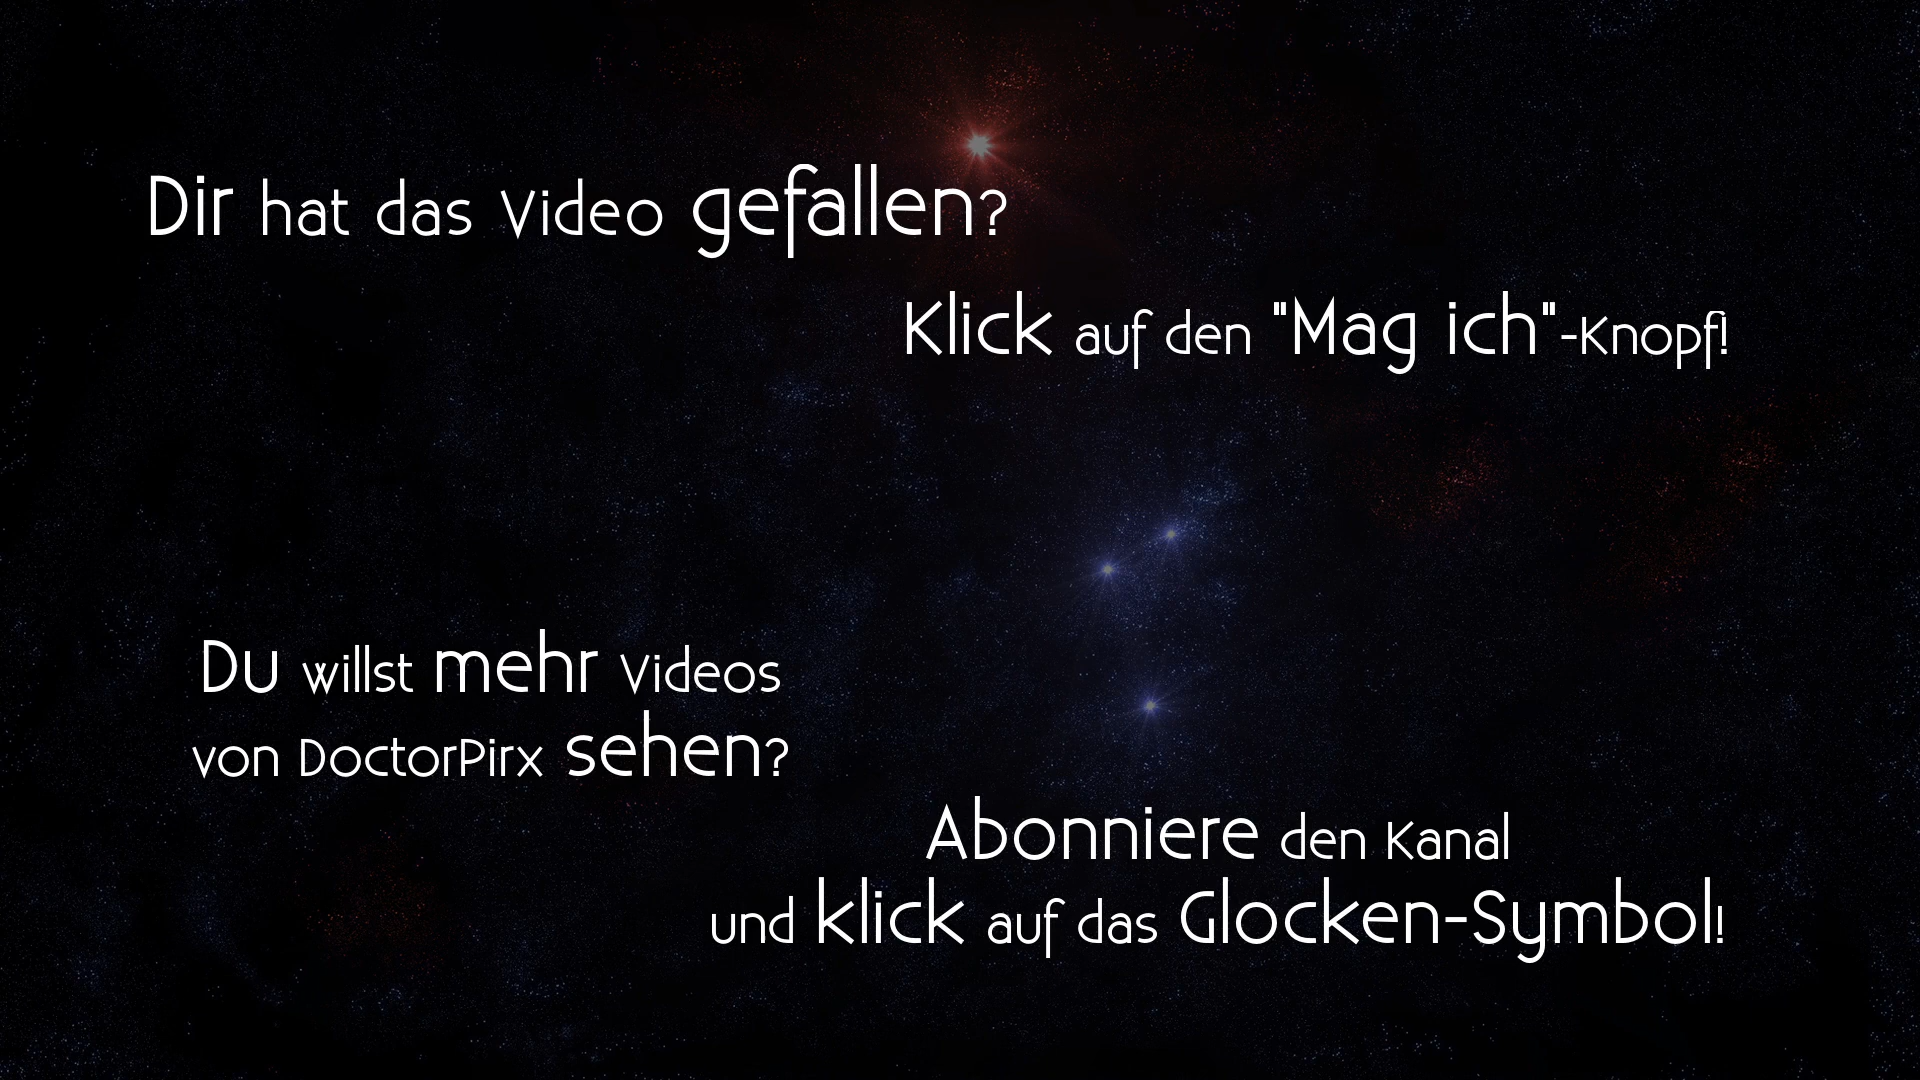 Dir hat das Video gefallen?
Klick auf den "Mag ich"-Knopf!
Du willst mehr Videos
von DoctorPirx sehen?
Abonniere den Kanal
und klick auf das Glocken-Symbol!